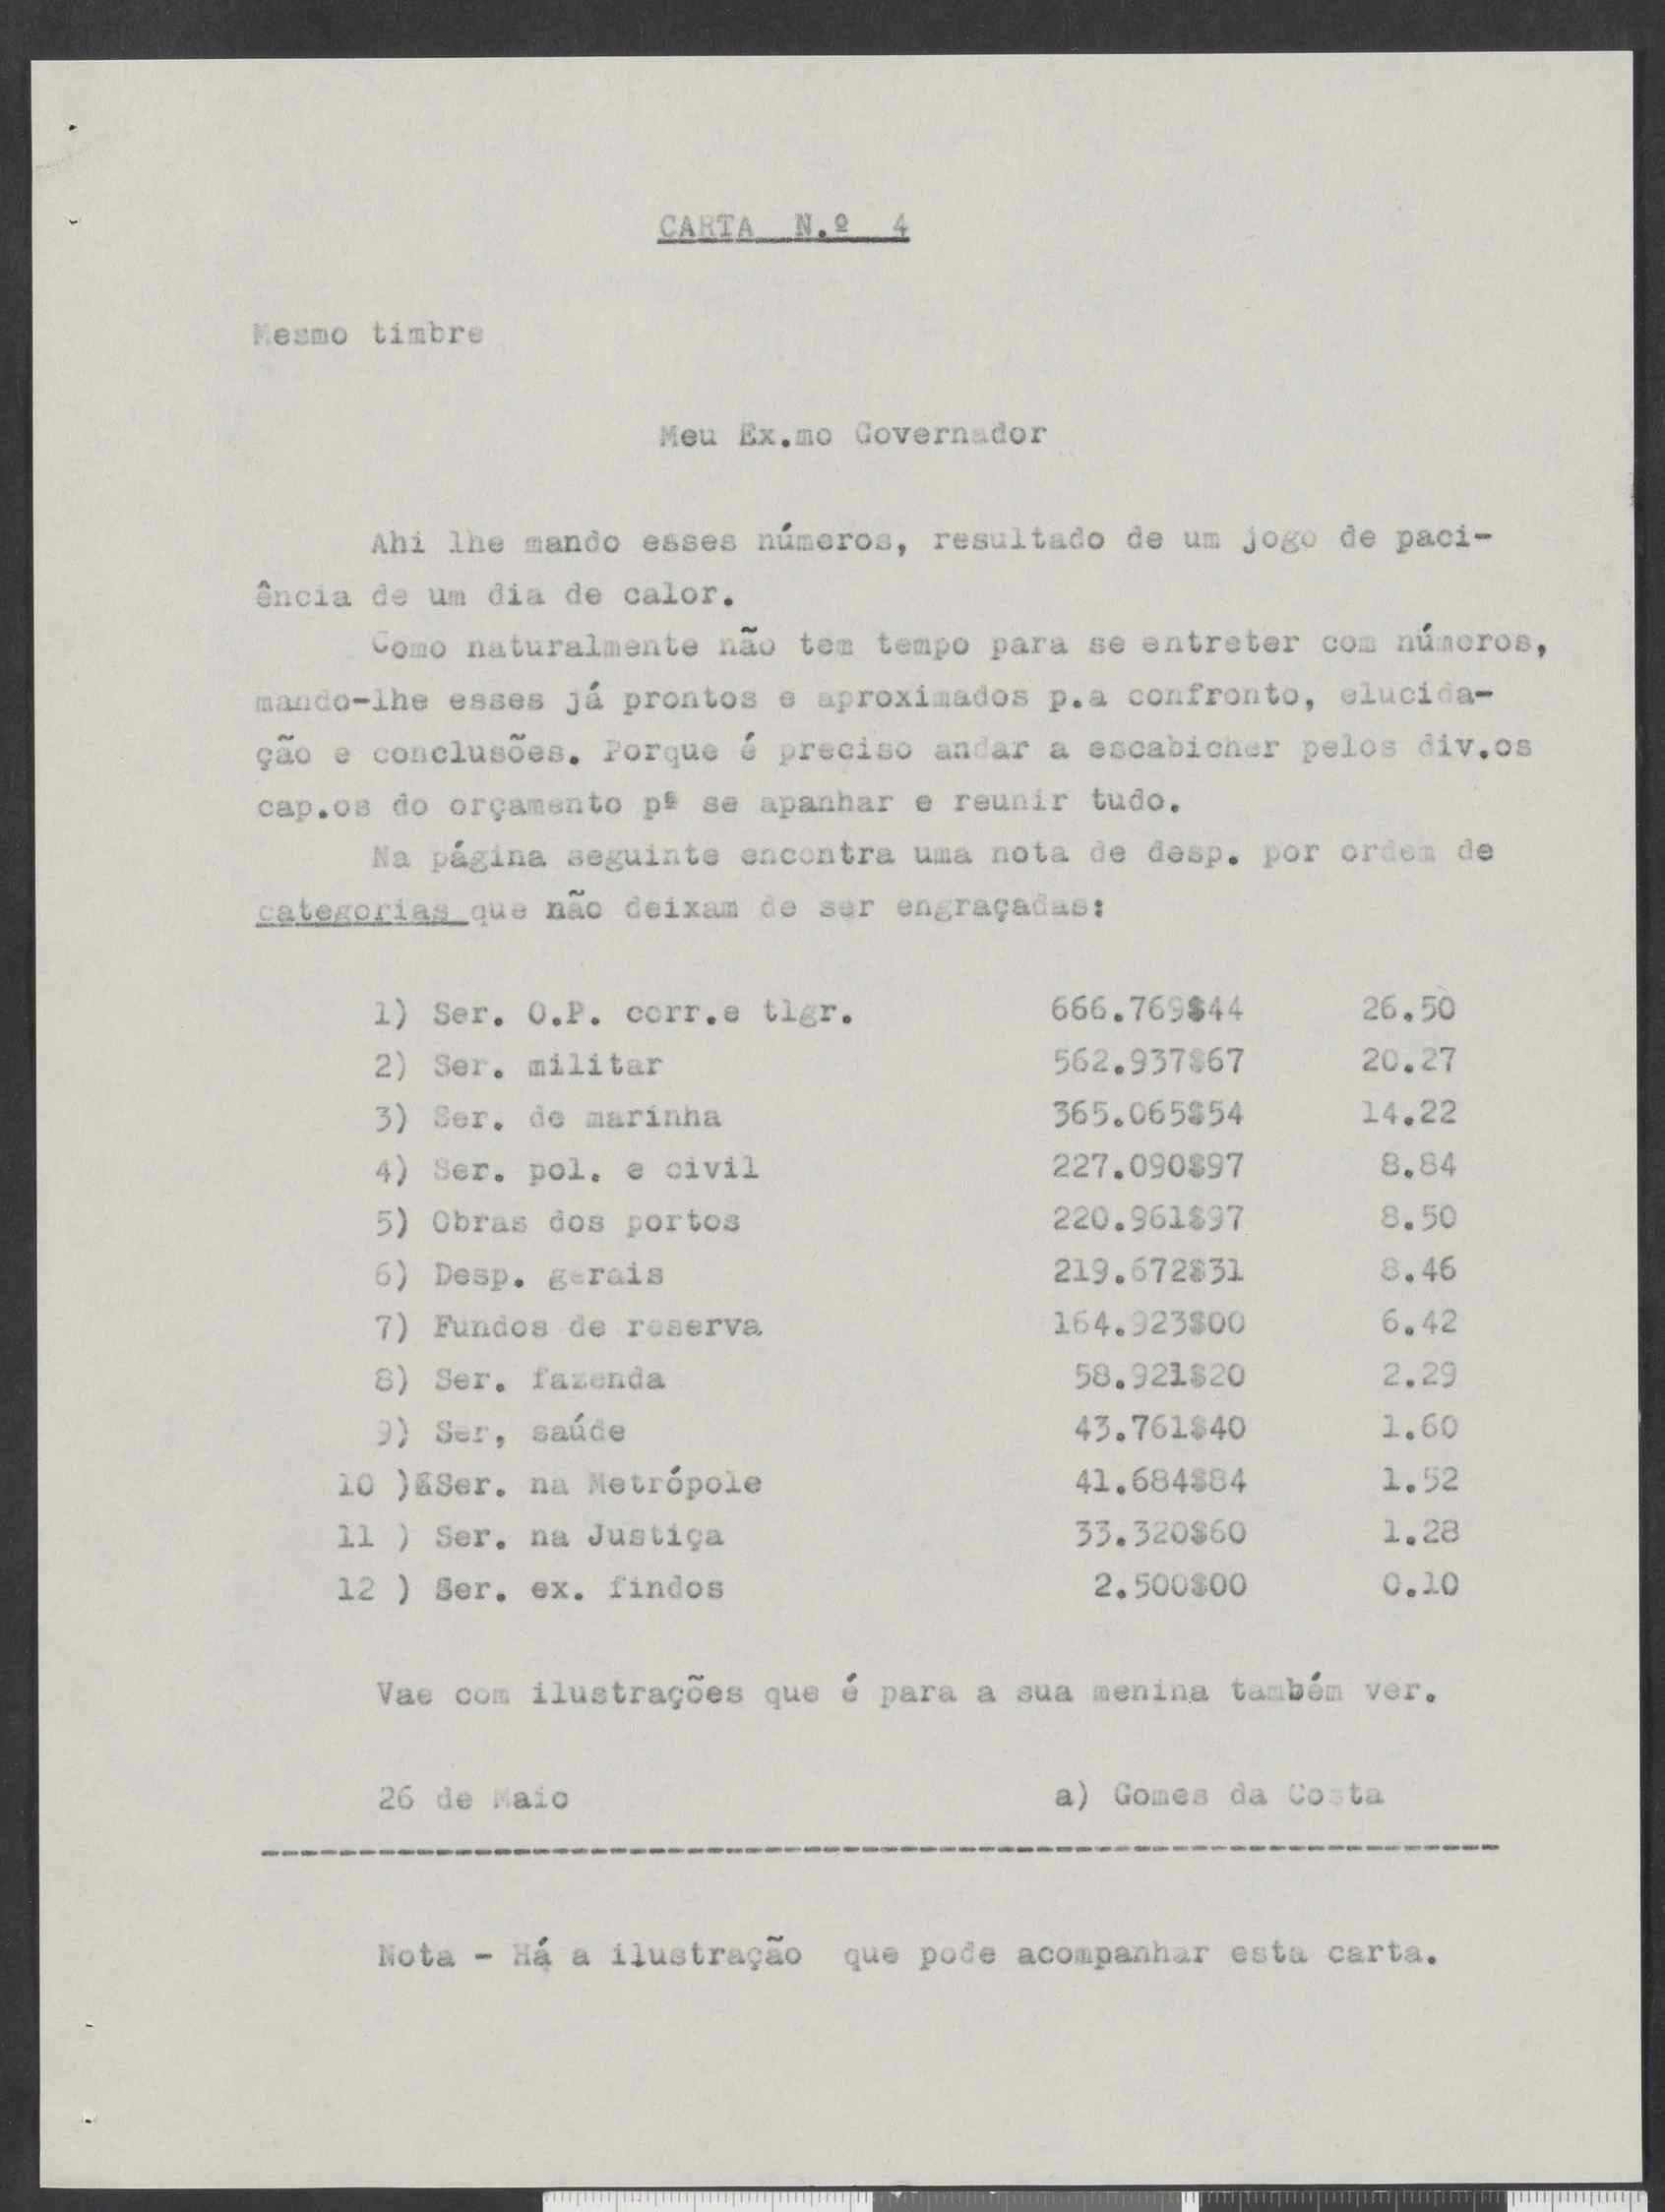 CARTA N.º 4
Mesmo timbre
Meu Ex.mo Governador
Ahi lhe mando esses números, resultado de um jogo de paci-
ência de um dia de calor.
Como naturalmente não tem tempo para se entreter com números,
mando-lhe esses já prontos e aproximados p.a confronto, elucida-
ção e conclusões. Porque é preciso andar a escabicher pelos div.os
cap.os do orçamento pª se apanhar e reunir tudo.
Na página seguinte encontra uma nota de desp. por ordem de
categorias que não deixam de ser engraçadas:
1) Ser. O.P. corr.e tlgr. 666.769$44 26.50
2) Ser. militar 562.937$67 20.27
3) Ser. de marinha 365.065$54 14.22
4) Ser. pol. e civil 227.090$97 8.84
5) Obras dos portos 220.961$97 8.50
6) Desp. gerais 219.672$31 8.46
7) Fundos de reserva 164.923$00 6.42
8) Ser. fazenda 58.921$20 2.29
9) Ser, saúde 43.761$40 1.60
10 ) Ser. na Metrópole 41.684$84 1.52
11 ) Ser. na Justiça 33.320$60 1.28
12 ) Ser. ex. findos 2.500$00 0.10
Vae com ilustrações que é para a sua menina também ver.
26 de Maio a) Gomes da Costa
Nota - Há a ilustração que pode acompanhar esta carta.